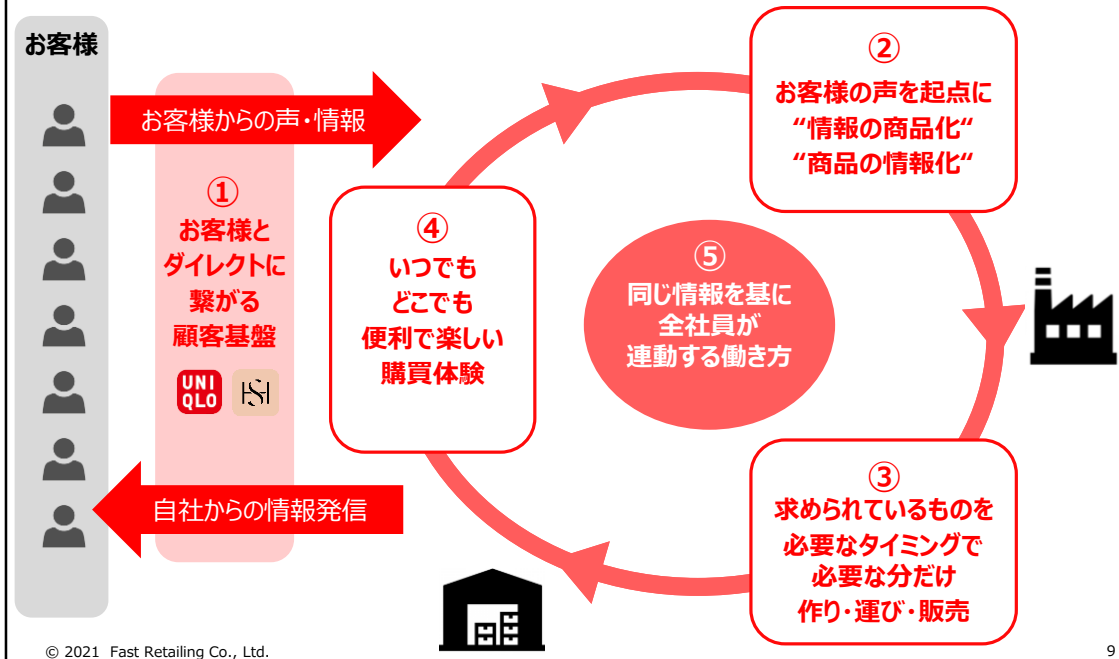 お客様
お客様からの声・情報
①
お客様と
ダイレクトに
繋がる
顧客基盤
UNI
QLO
自社からの情報発信
②
お客様の声を起点に
“情報の商品化“
“商品の情報化“
③
求められているものを
必要なタイミングで
必要な分だけ
作り・運び・販売
④
いつでも
どこでも
便利で楽しい
購買体験
⑤
同じ情報を基に
全社員が
連動する働き方
© 2021 Fast Retailing Co., Ltd.
9